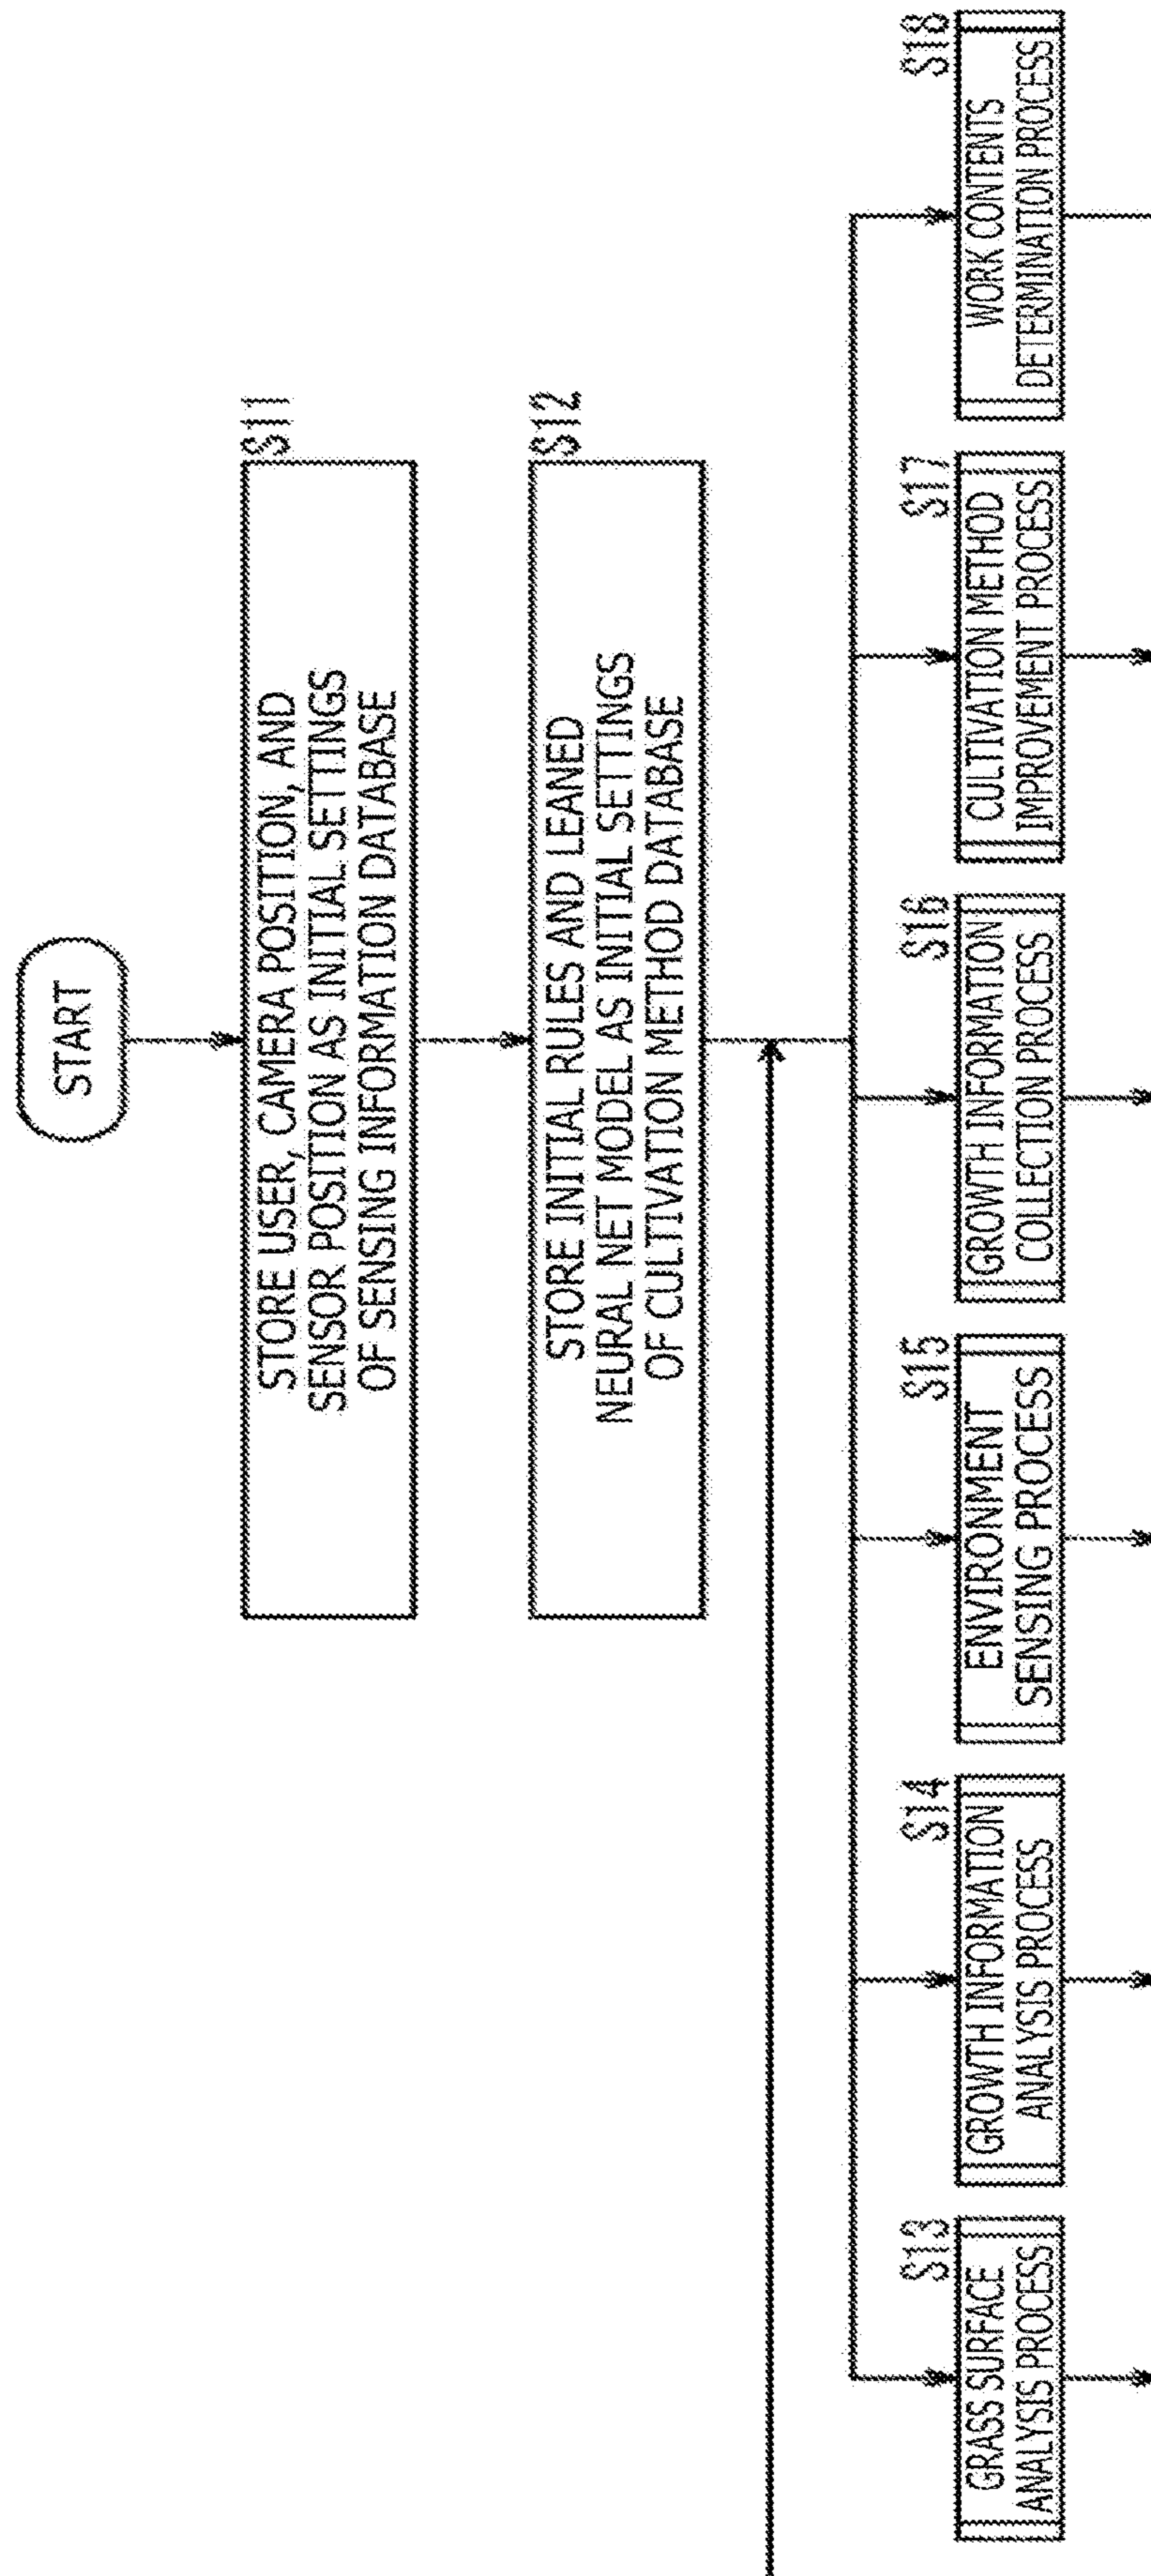 START
S11
STORE USER, CAMERA POSITION, AND
SENSOR POSITION AS INITIAL SETTINGS
OF SENSING INFORMATION DATABASE
S12
STORE INITIAL RULES AND LEANED
NEURAL NET MODEL AS INITIAL SETTINGS
OF CULTIVATION METHOD DATABASE
S13
GRASS SURFACE
ANALYSIS PROCESS
S14
GROWTH INFORMATION
ANALYSIS PROCESS
S15
ENVIRONMENT
SENSING PROCESS
S16
GROWTH INFORMATION
COLLECTION PROCESS
S17
CULTIVATION METHOD
IMPROVEMENT PROCESS
S18
WORK CONTENTS
DETERMINATION PROCESS